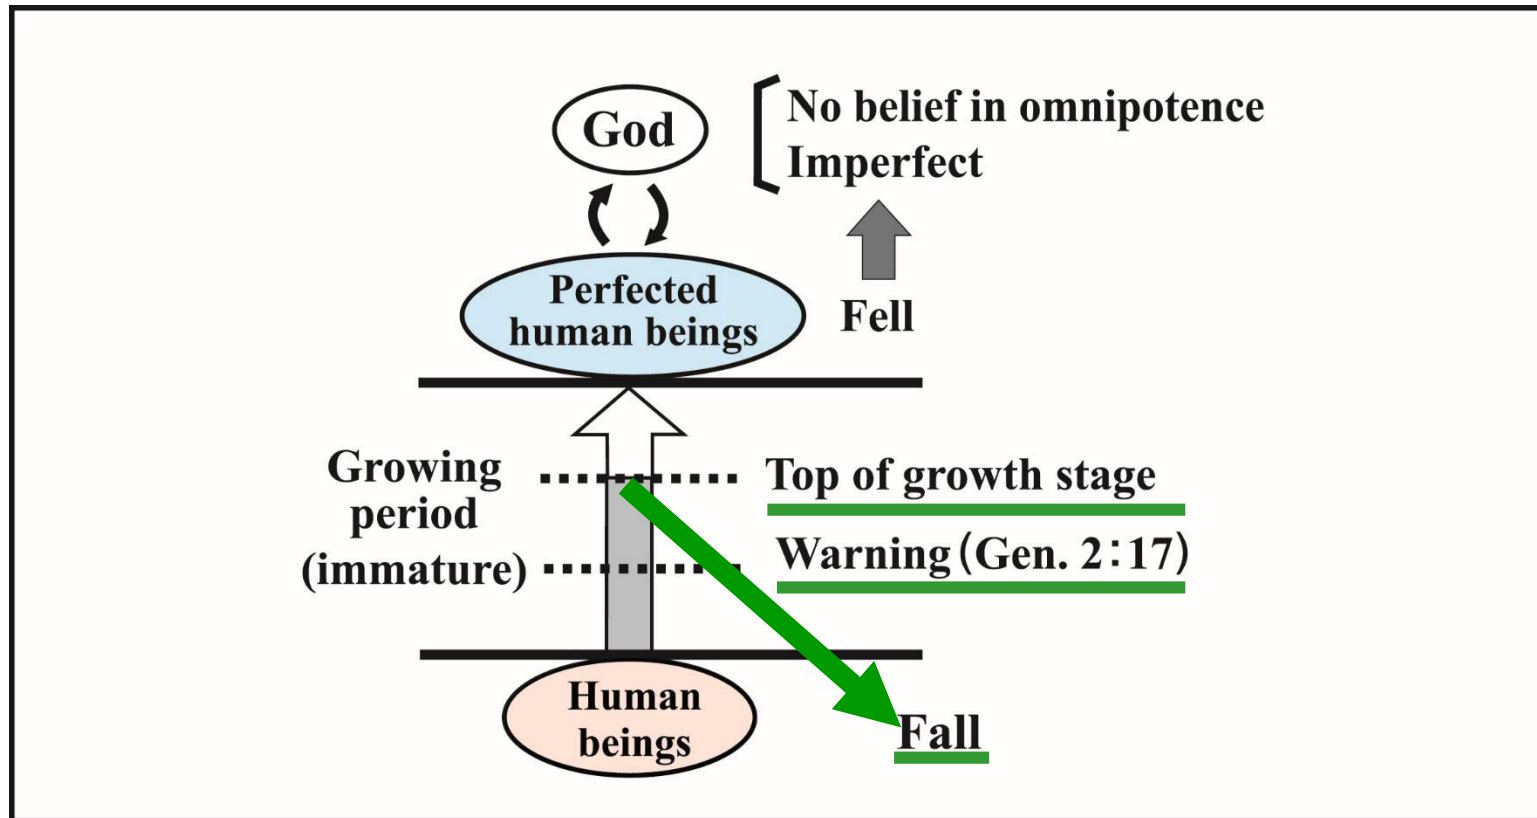 God
No belief in omnipotence
Imperfect
Perfected
human beings
Fell
Growing
period
(immature)
Top of growth stage
Warning (Gen. 2:17)
Human
beings
Fall